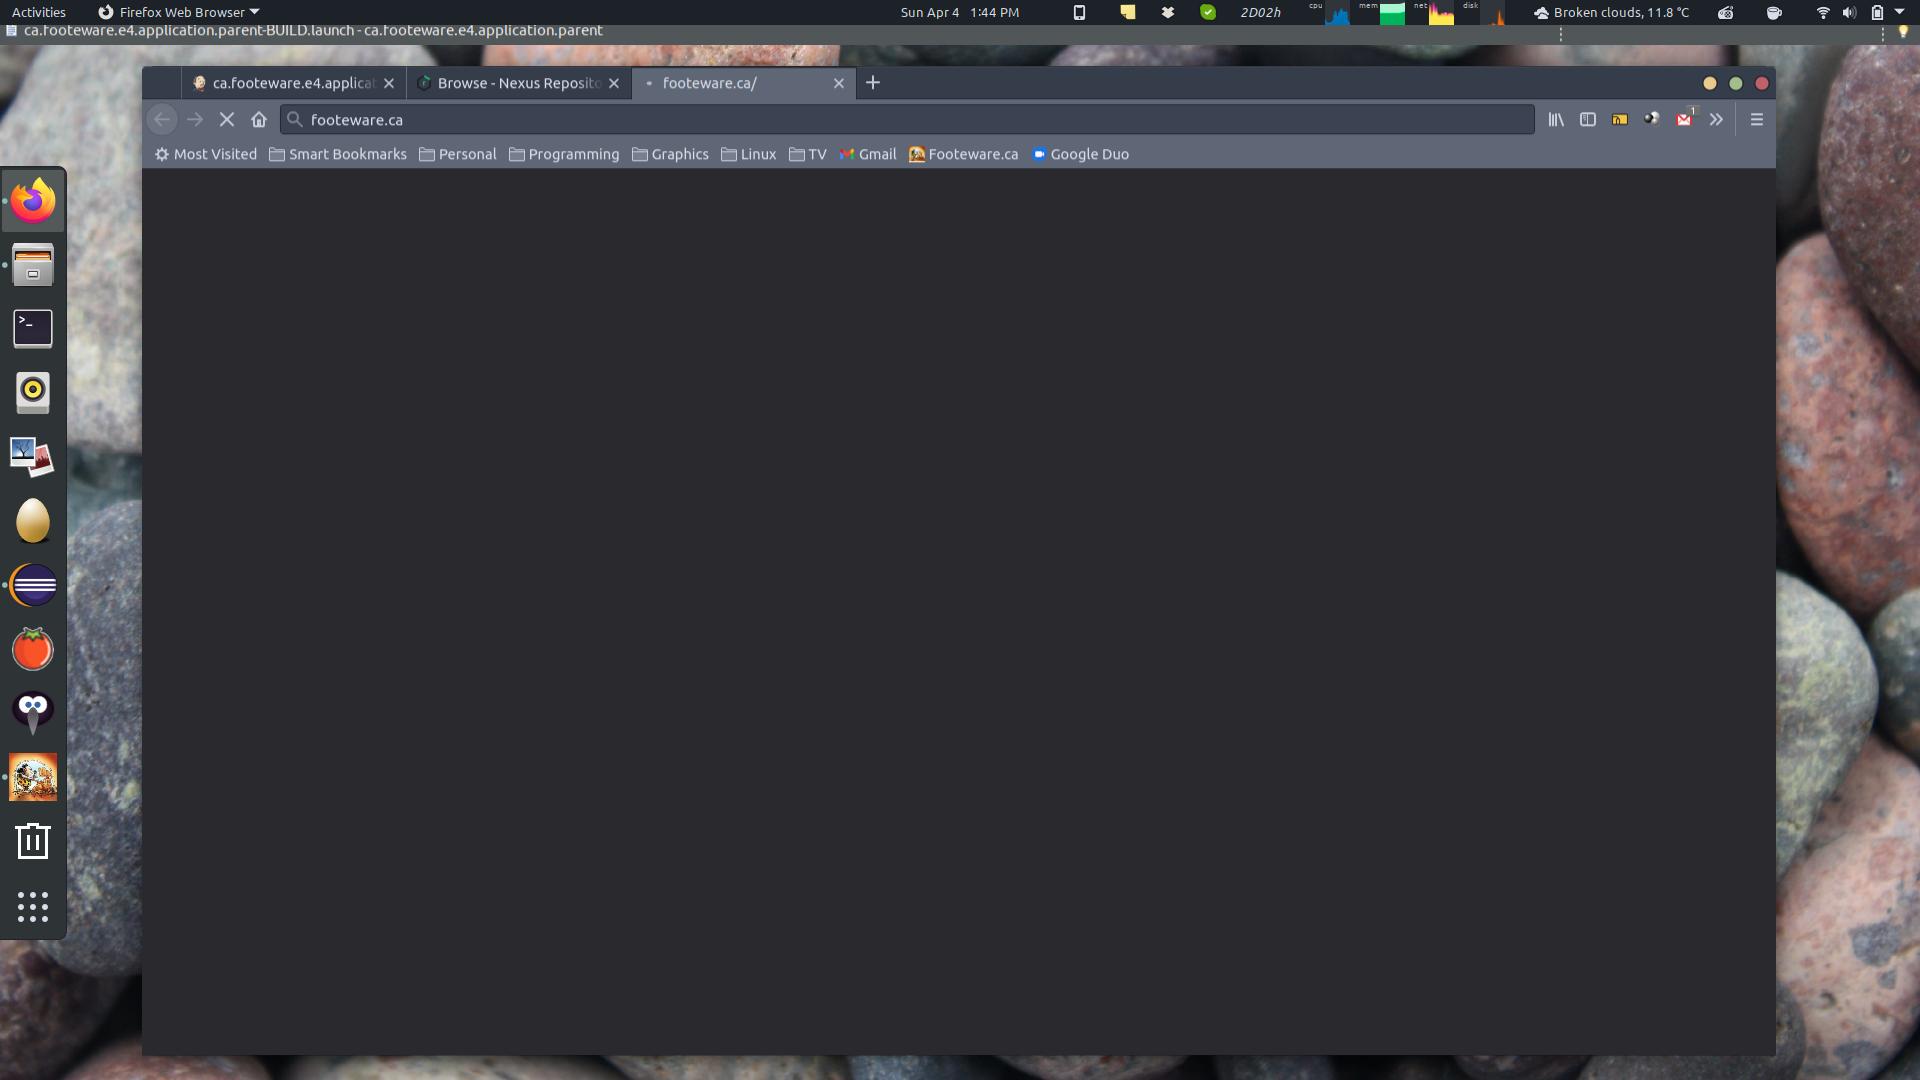 Activities Firefox Web Browser Sun Apr 4 1:44 PM 2D02h cpu mem net disk Broken clouds, 11.8 °C
ca.footeware.e4.application.parent-BUILD.launch - ca.footeware.e4.application.parent
ca.footeware.e4.applicat Browse - Nexus Reposito footeware.ca/
footeware.ca 1
Most Visited Smart Bookmarks Personal Programming Graphics Linux TV Gmail Footeware.ca Google Duo
>_